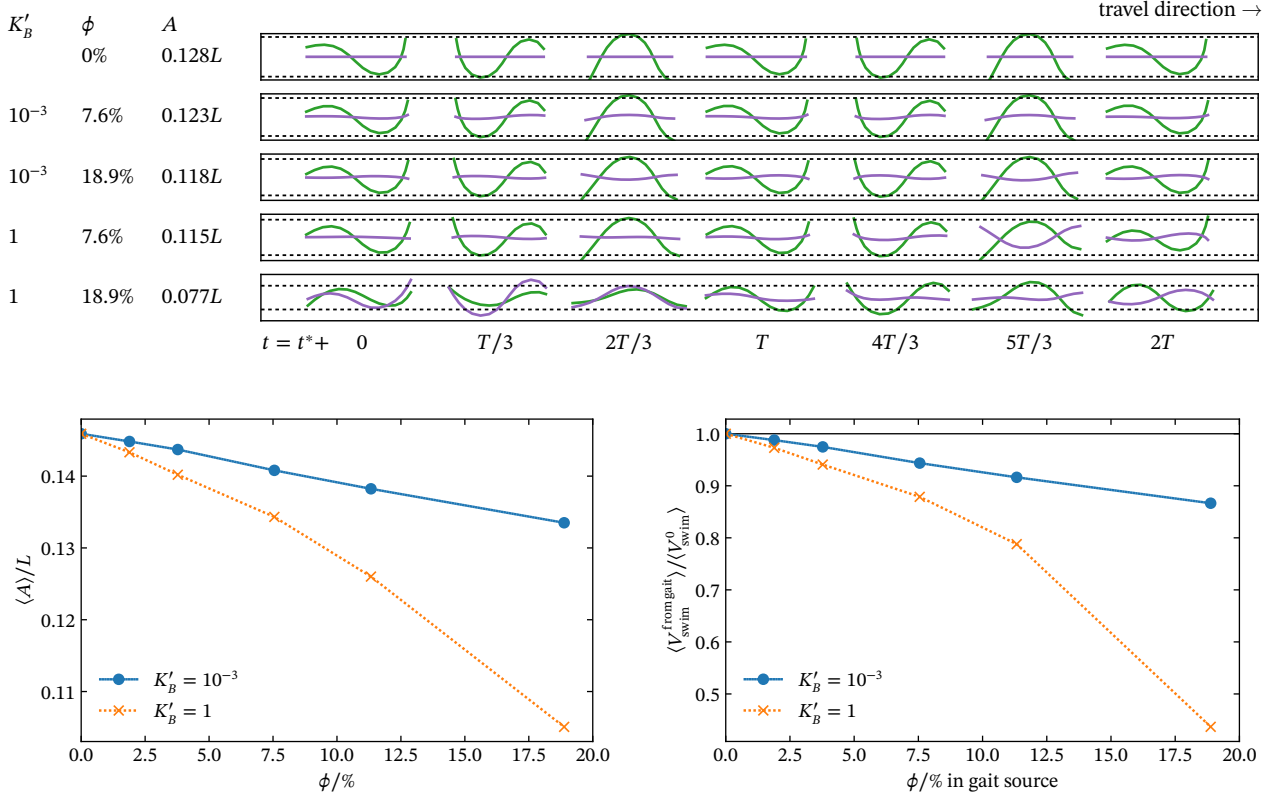 travel direction →
K′_B ϕ A
0% 0.128L
10⁻³ 7.6% 0.123L
10⁻³ 18.9% 0.118L
1 7.6% 0.115L
1 18.9% 0.077L
t = t*+ 0 T/3 2T/3 T 4T/3 5T/3 2T
⟨A⟩/L
0.14
0.13
0.12
0.11
K′_B = 10⁻³
K′_B = 1
0.0 2.5 5.0 7.5 10.0 12.5 15.0 17.5 20.0
ϕ/%
⟨V_swim^from gait⟩/⟨V_swim^0⟩
1.0
0.9
0.8
0.7
0.6
0.5
K′_B = 10⁻³
K′_B = 1
0.0 2.5 5.0 7.5 10.0 12.5 15.0 17.5 20.0
ϕ/% in gait source